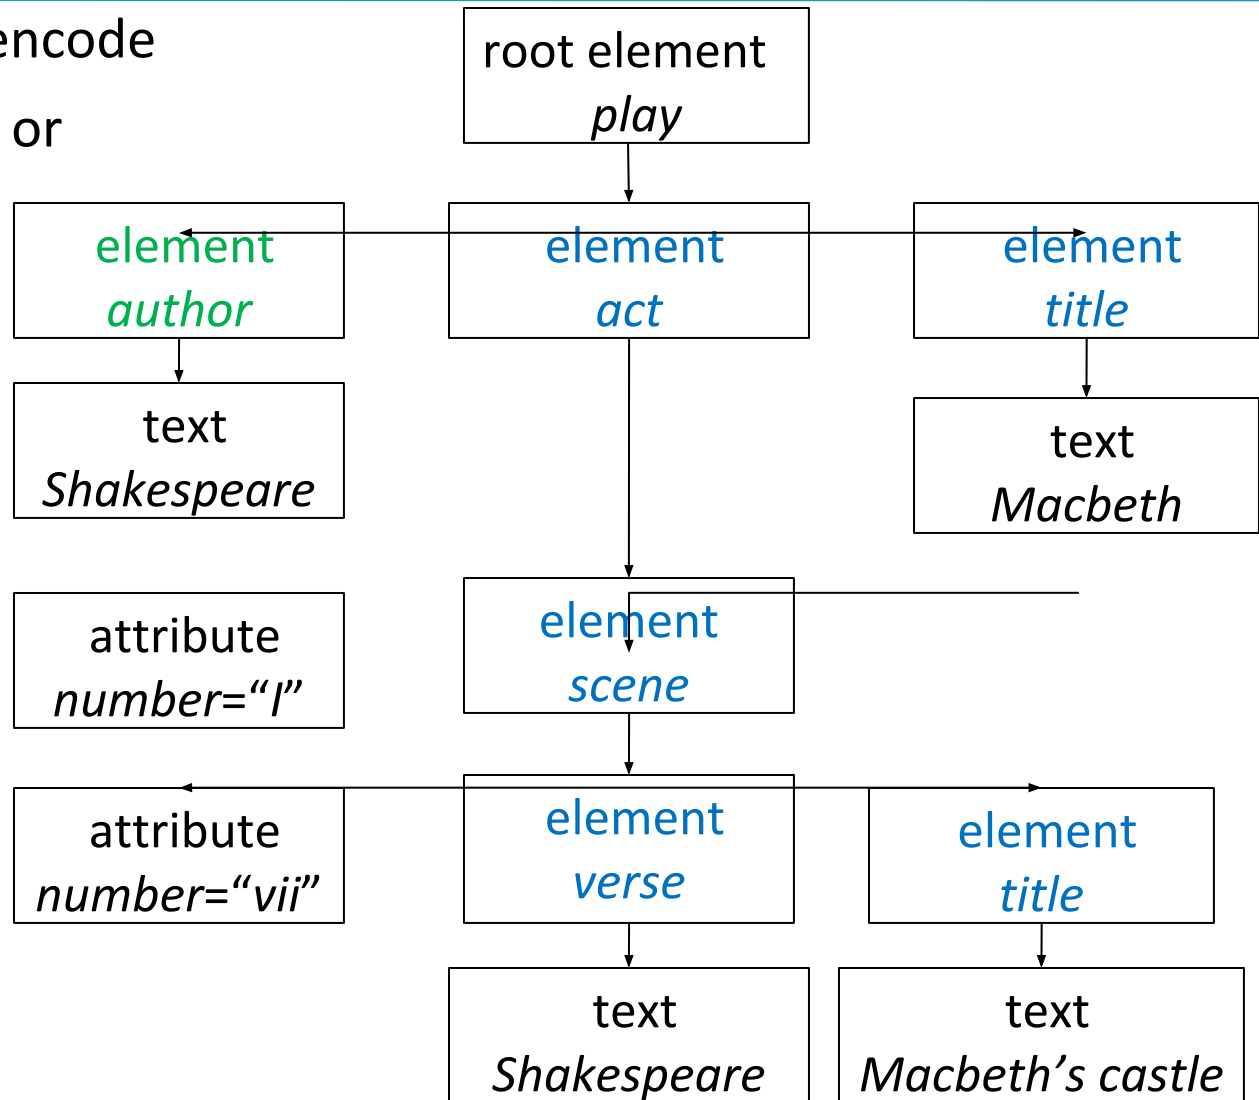 encode
or
root element
play
element
author
element
act
element
title
text
Shakespeare
text
Macbeth
attribute
number=“I”
element
scene
attribute
number=“vii”
element
verse
element
title
text
Shakespeare
text
Macbeth’s castle